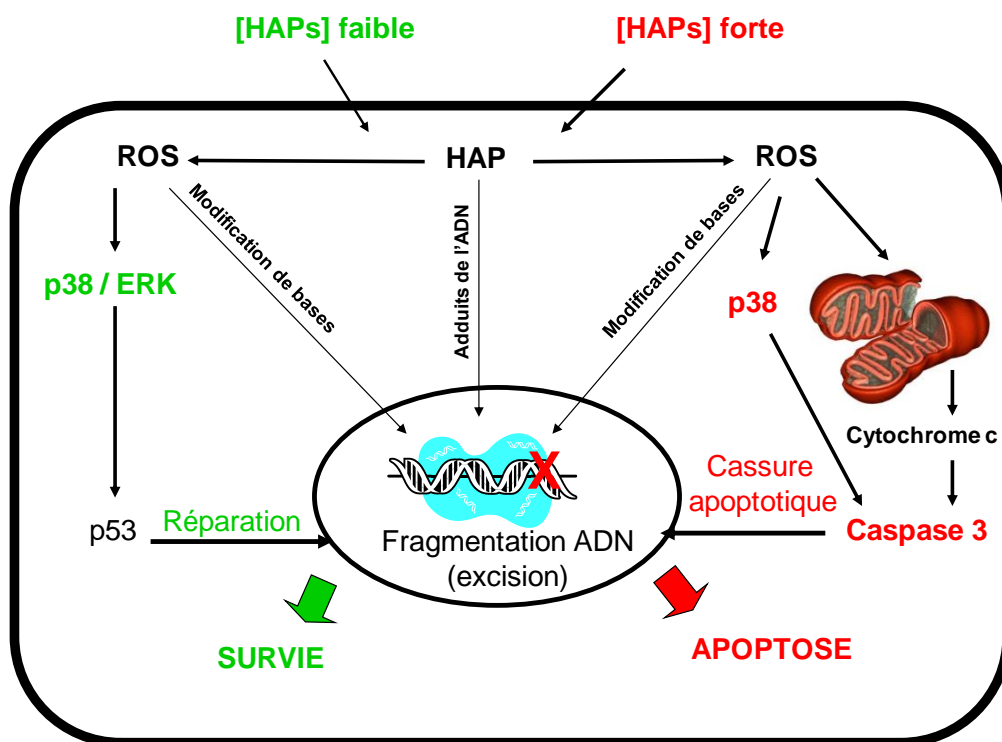 [HAPs] faible
[HAPs] forte
ROS
HAP
ROS
Modification de bases
Adduits de l'ADN
Modification de bases
p38 / ERK
p38
Cytochrome c
Cassure
apoptotique
p53
Réparation
Caspase 3
X
Fragmentation ADN
(excision)
SURVIE
APOPTOSE